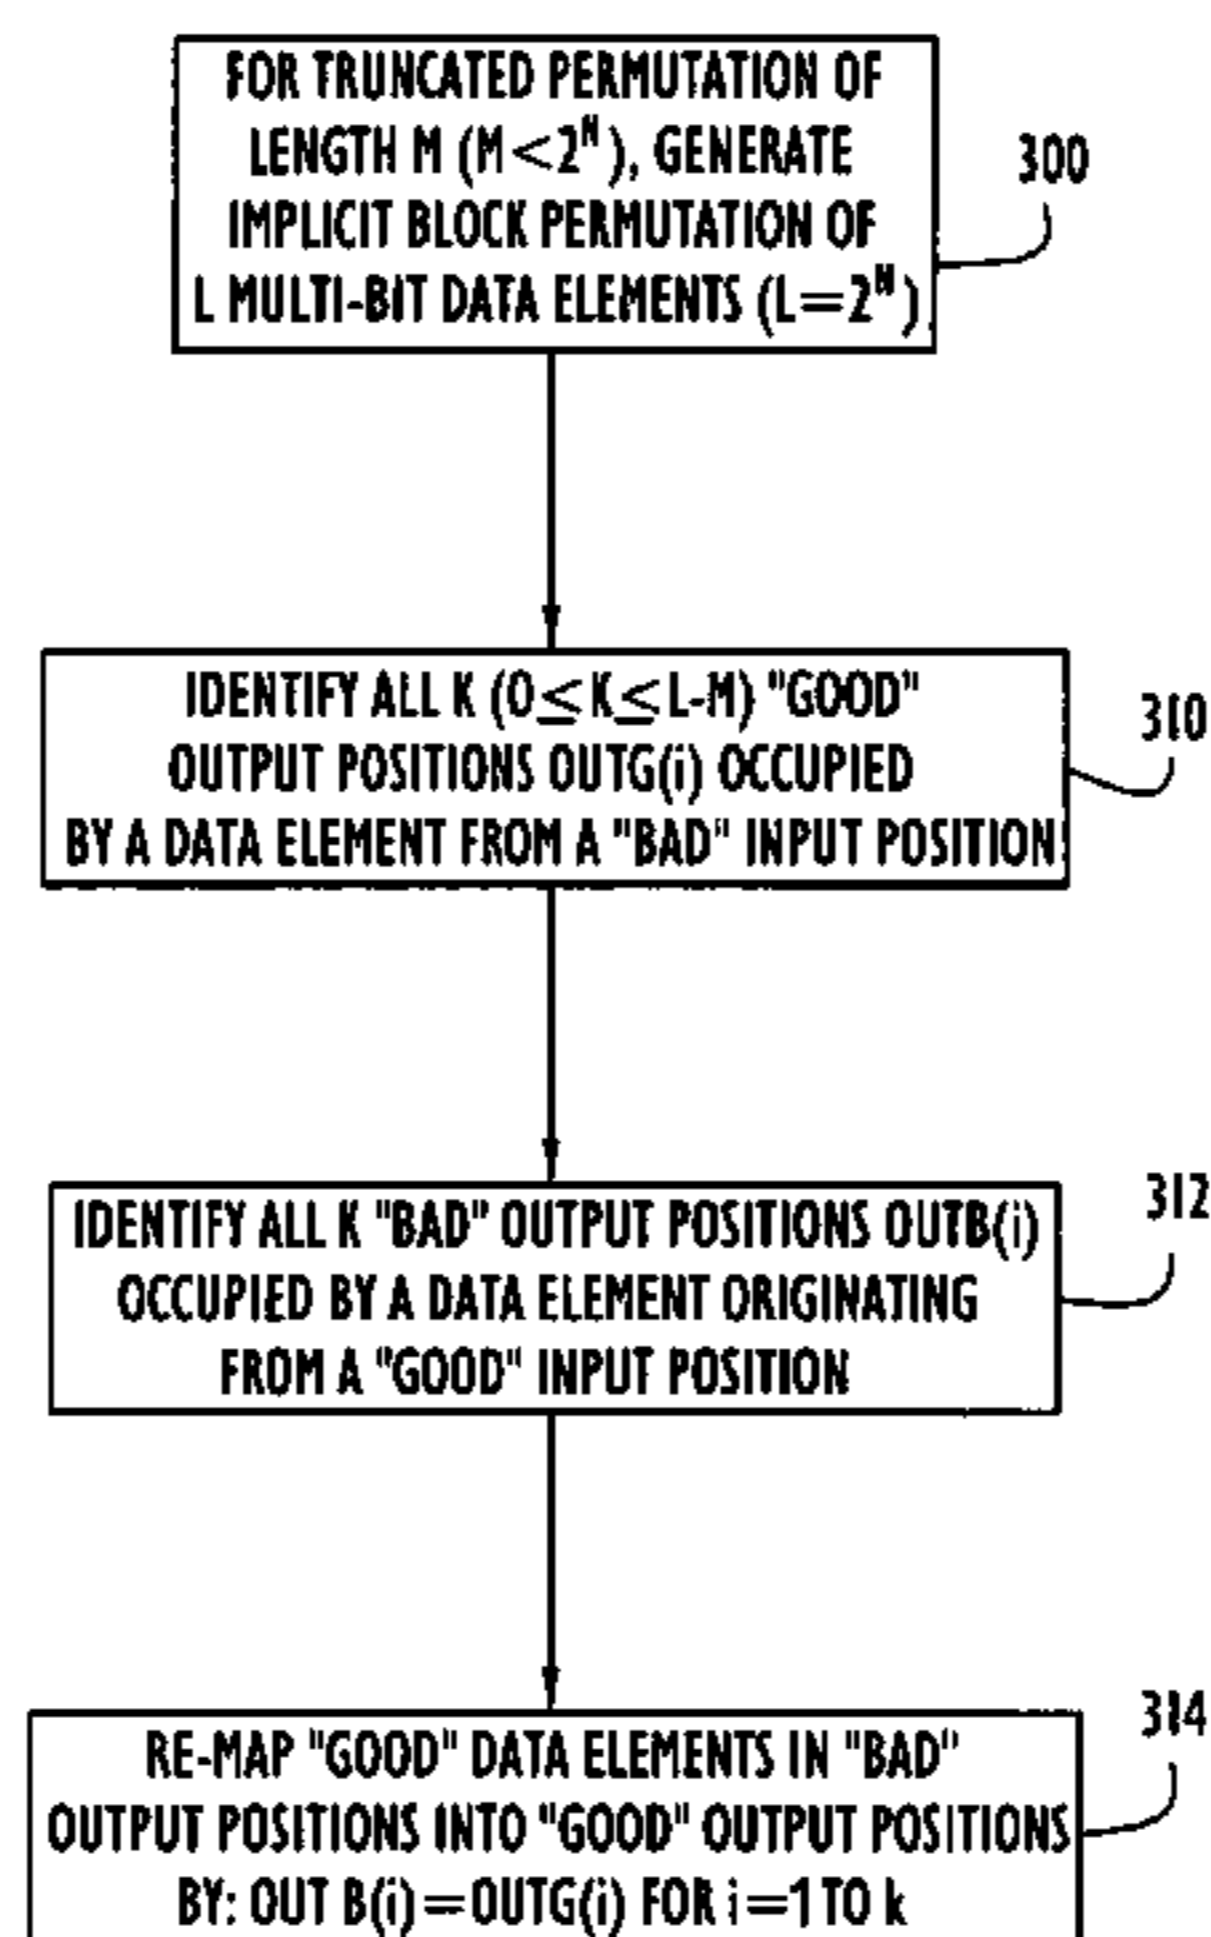 FOR TRUNCATED PERMUTATION OF
LENGTH M (M<2^N), GENERATE
IMPLICIT BLOCK PERMUTATION OF
L MULTI-BIT DATA ELEMENTS (L=2^N)
300
IDENTIFY ALL K (0≤K≤L-M) "GOOD"
OUTPUT POSITIONS OUTG(i) OCCUPIED
BY A DATA ELEMENT FROM A "BAD" INPUT POSITION
310
IDENTIFY ALL K "BAD" OUTPUT POSITIONS OUTB(i)
OCCUPIED BY A DATA ELEMENT ORIGINATING
FROM A "GOOD" INPUT POSITION
312
RE-MAP "GOOD" DATA ELEMENTS IN "BAD"
OUTPUT POSITIONS INTO "GOOD" OUTPUT POSITIONS
BY: OUT B(i)=OUTG(i) FOR i=1 TO k
314